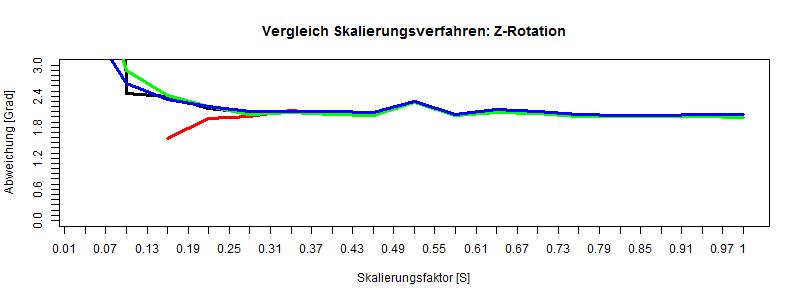 Vergleich Skalierungsverfahren: Z-Rotation
Abweichung [Grad]
3.0
2.4
1.8
1.2
0.6
0.0
0.01 0.07 0.13 0.19 0.25 0.31 0.37 0.43 0.49 0.55 0.61 0.67 0.73 0.79 0.85 0.91 0.97 1
Skalierungsfaktor [S]